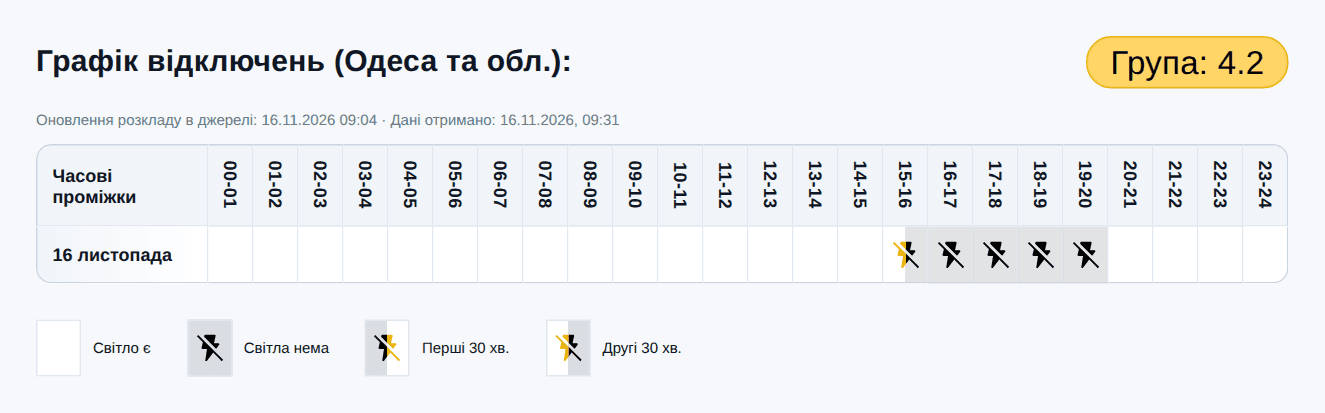 Графік відключень (Одеса та обл.):
Група: 4.2
Оновлення розкладу в джерелі: 16.11.2026 09:04 · Дані отримано: 16.11.2026, 09:31
Часові
проміжки
00-01
01-02
02-03
03-04
04-05
05-06
06-07
07-08
08-09
09-10
10-11
11-12
12-13
13-14
14-15
15-16
16-17
17-18
18-19
19-20
20-21
21-22
22-23
23-24
16 листопада
Світло є
Світла нема
Перші 30 хв.
Другі 30 хв.